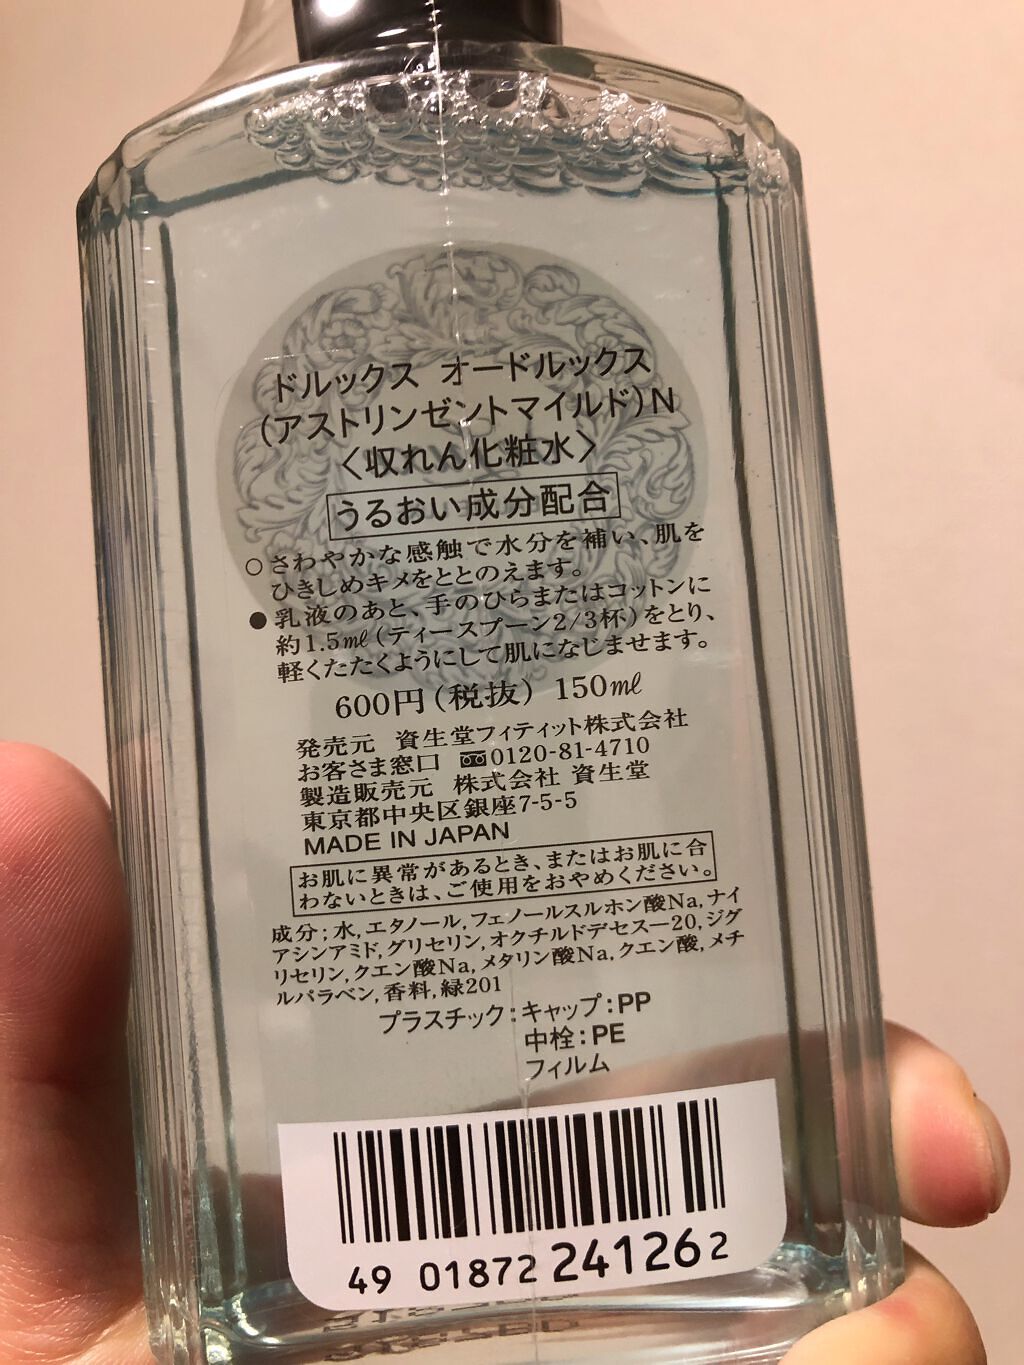 ドルックス オードルックス
(アストリンゼントマイルド)N
〈収れん化粧水〉
うるおい成分配合
○さわやかな感触で水分を補い、肌を
ひきしめキメをととのえます。
●乳液のあと、手のひらまたはコットンに
約1.5ml(ティースプーン2/3杯)をとり、
軽くたたくようにして肌になじませます。
600円(税抜) 150ml
発売元 資生堂フィティット株式会社
お客さま窓口 0120-81-4710
製造販売元 株式会社 資生堂
東京都中央区銀座7-5-5
MADE IN JAPAN
お肌に異常があるとき、またはお肌に合
わないときは、ご使用をおやめください。
成分;水,エタノール,フェノールスルホン酸Na,ナイ
アシンアミド,グリセリン,オクチルドデセスー20,ジグ
リセリン,クエン酸Na,メタリン酸Na,クエン酸,メチ
ルパラベン,香料,緑201
プラスチック:キャップ:PP
中栓:PE
フィルム
49 01872 241262